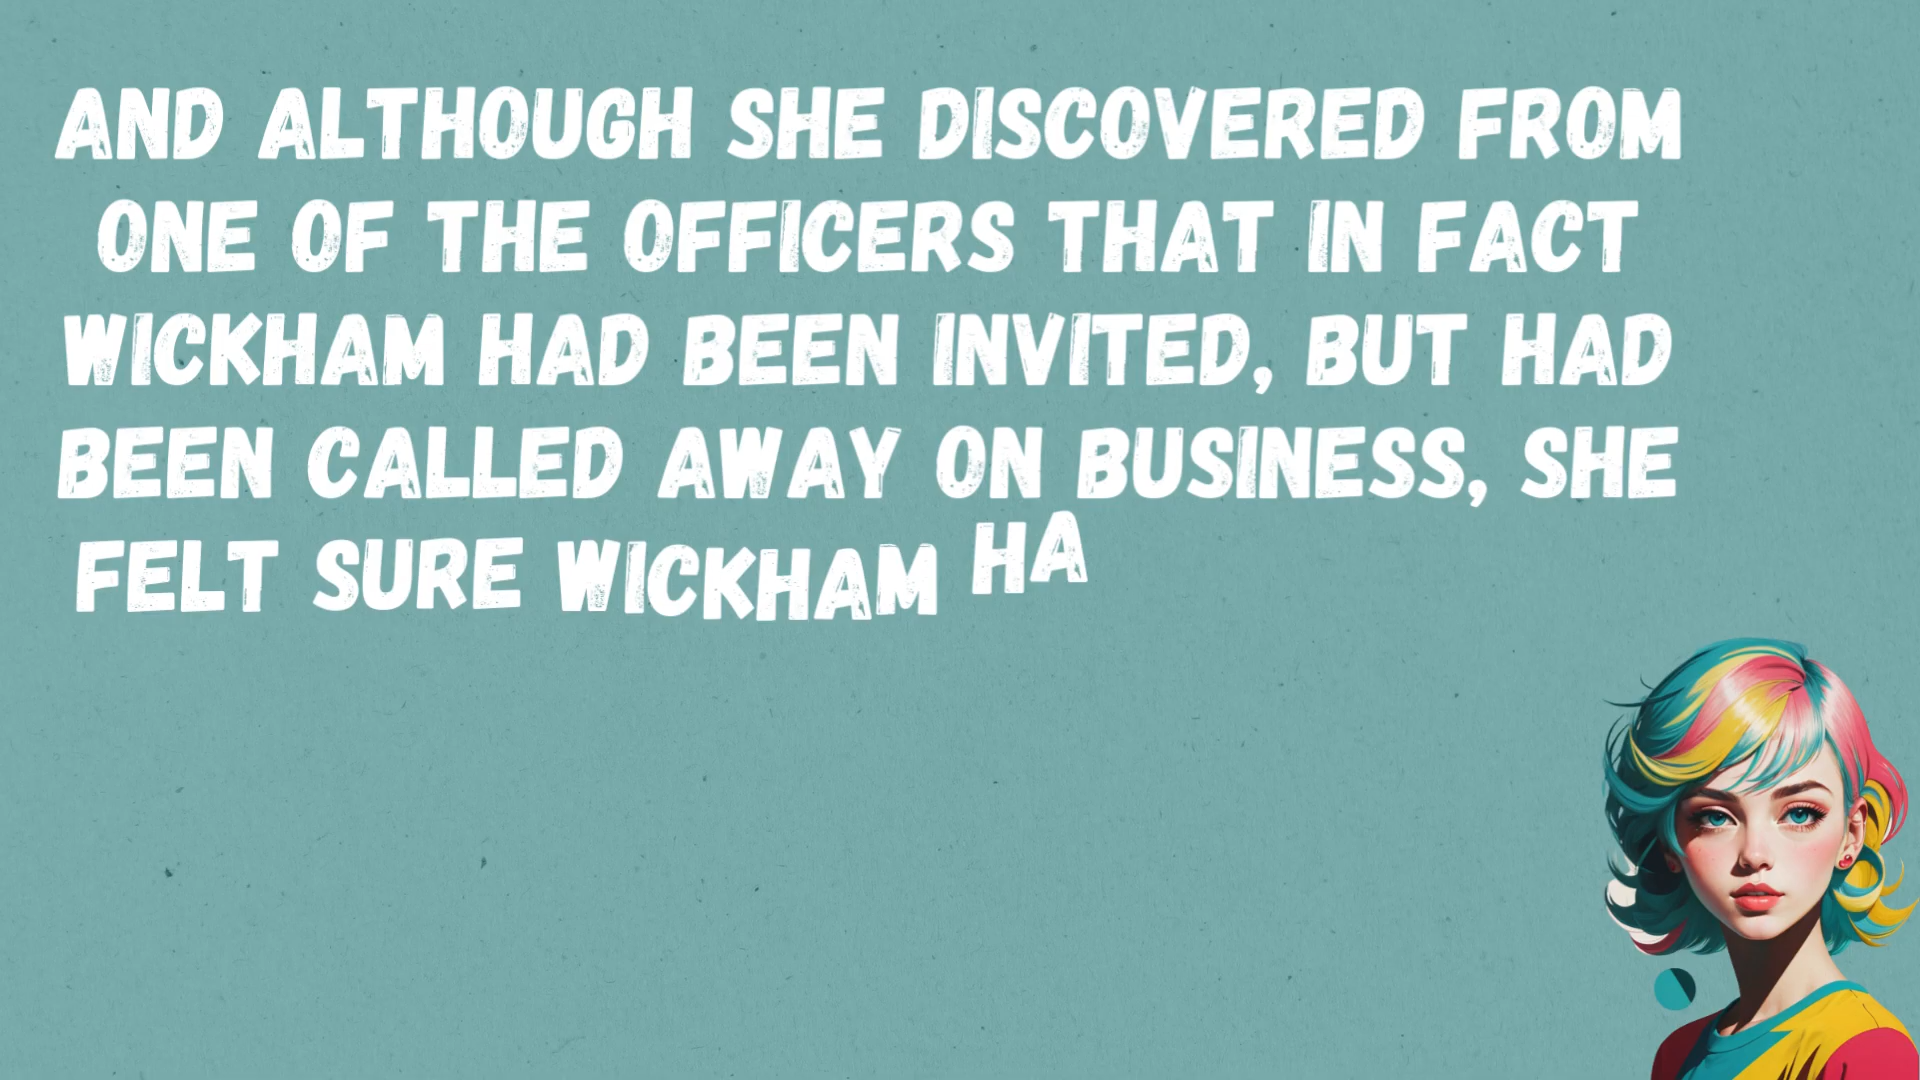 AND ALTHOUGH SHE DISCOVERED FROM
ONE OF THE OFFICERS THAT IN FACT
WICKHAM HAD BEEN INVITED, BUT HAD
BEEN CALLED AWAY ON BUSINESS, SHE
FELT SURE WICKHAM HA